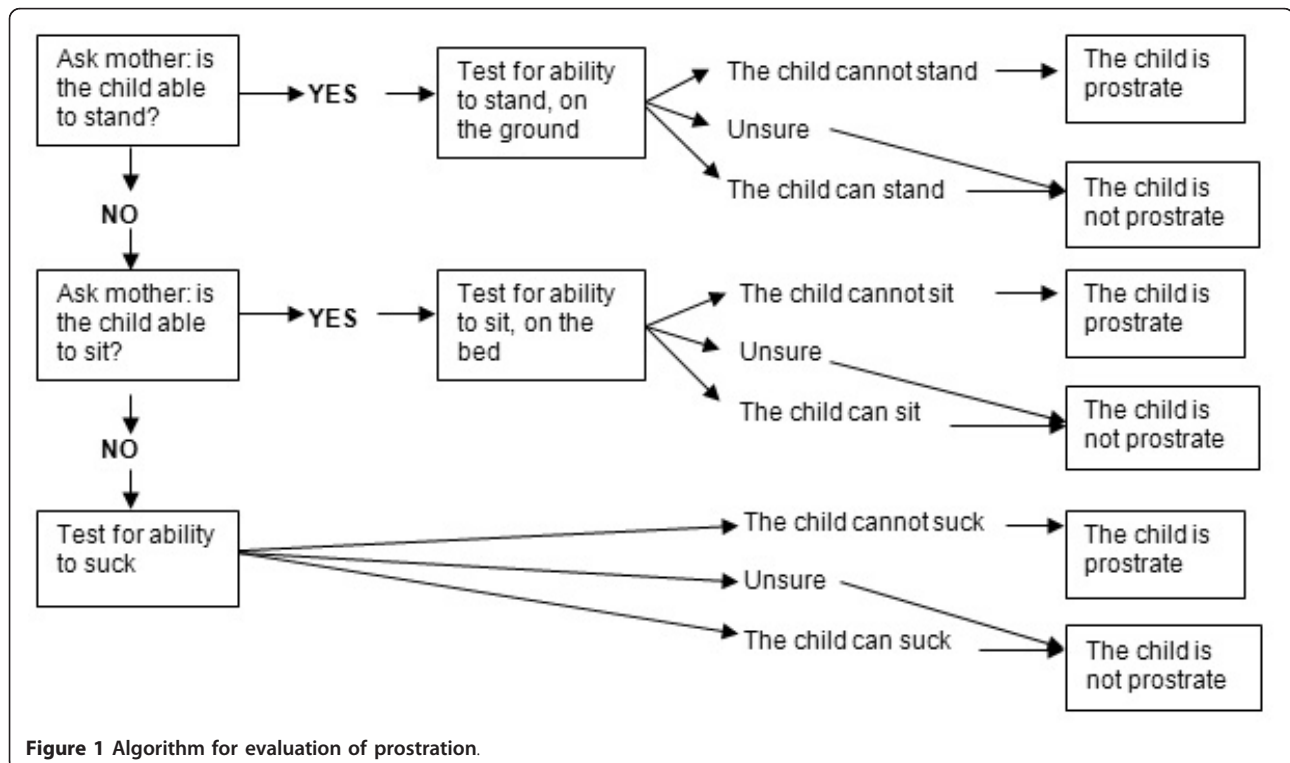 Ask mother: is
the child able
to stand?
YES
Test for ability
to stand, on
the ground
The child cannot stand
Unsure
The child can stand
The child is
prostrate
The child is
not prostrate
NO
Ask mother: is
the child able
to sit?
YES
Test for ability
to sit, on the
bed
The child cannot sit
Unsure
The child can sit
The child is
prostrate
The child is
not prostrate
NO
Test for ability
to suck
The child cannot suck
Unsure
The child can suck
The child is
prostrate
The child is
not prostrate
Figure 1 Algorithm for evaluation of prostration.